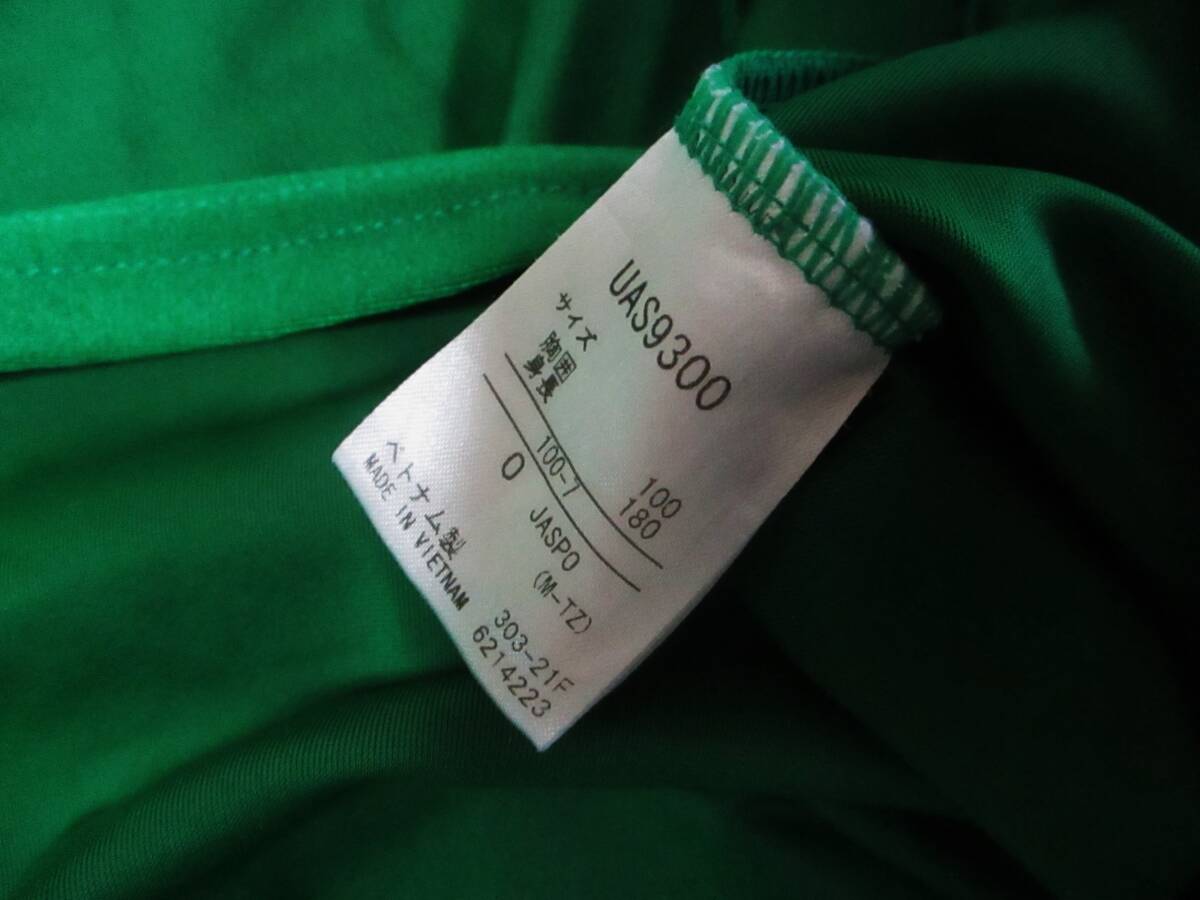 UAS9300
サイズ
胸囲 100
身長 180
100-7
O JASPO
(M-TZ)
ベトナム製
MADE IN VIETNAM
303-21F
6214223